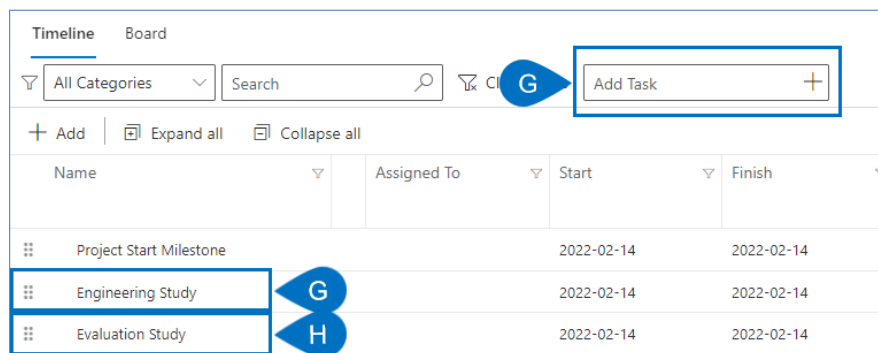 Timeline Board
All Categories Search Cl G Add Task
Add Expand all Collapse all
Name Assigned To Start Finish
Project Start Milestone 2022-02-14 2022-02-14
Engineering Study G 2022-02-14 2022-02-14
Evaluation Study H 2022-02-14 2022-02-14